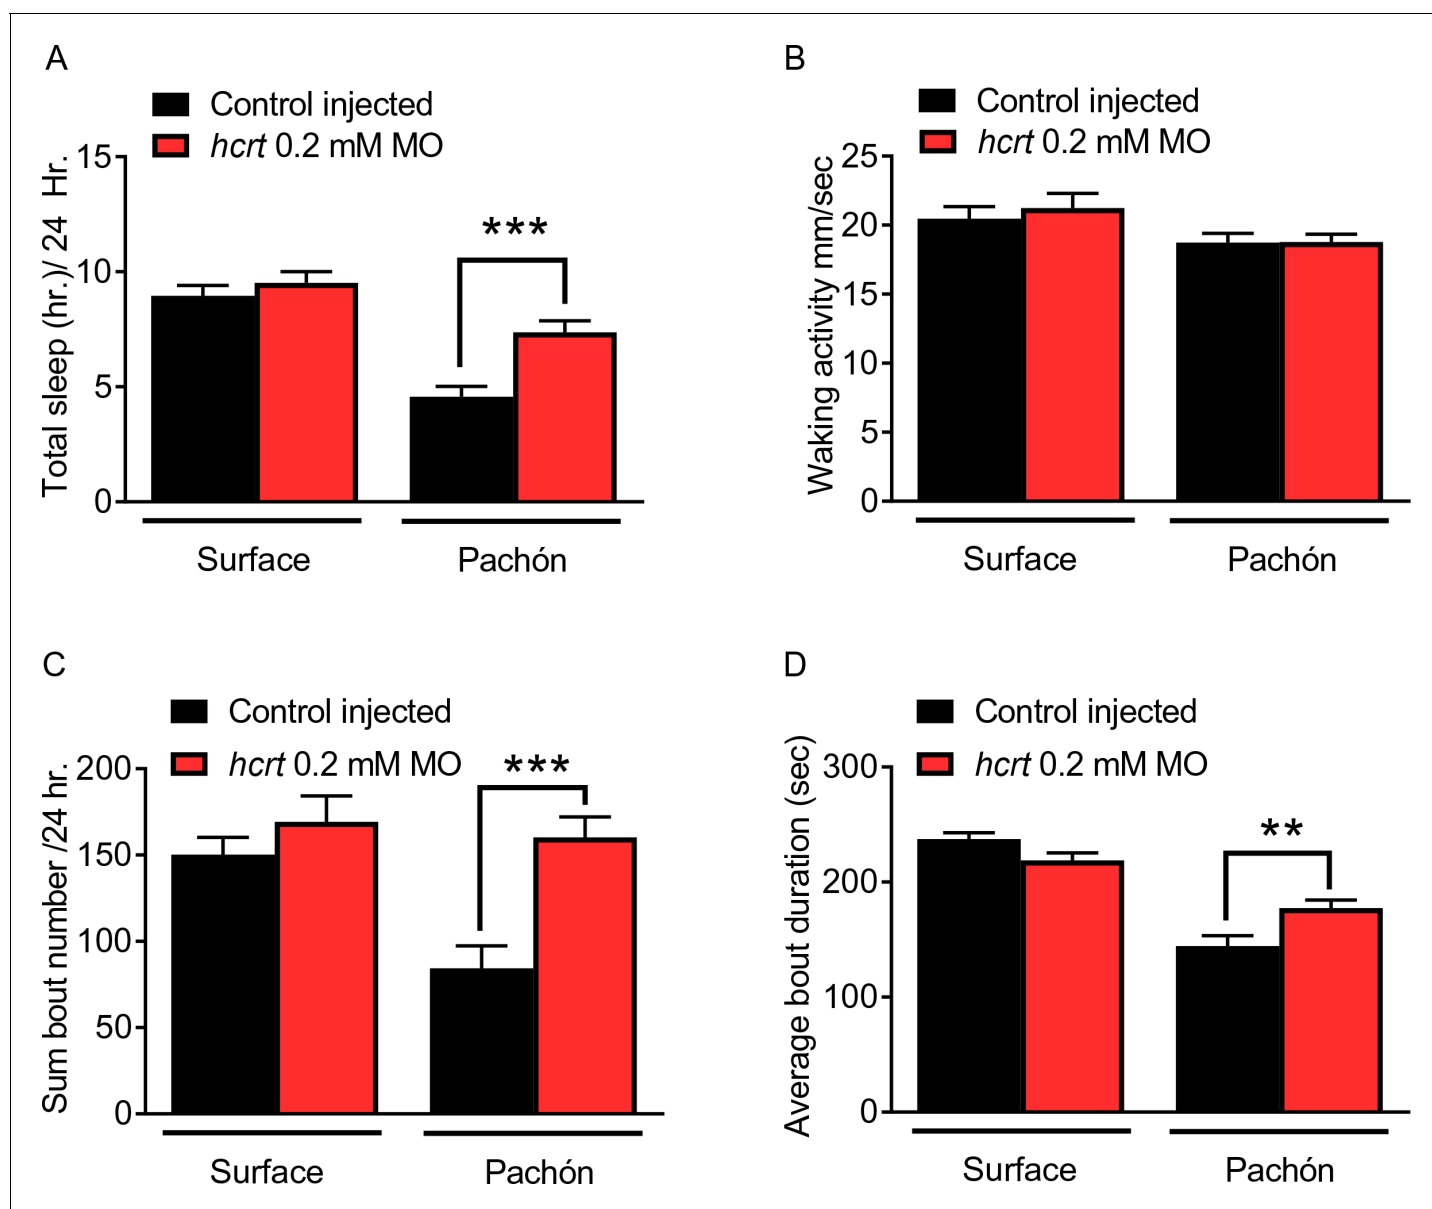 A
Control injected
hcrt 0.2 mM MO
Total sleep (hr.)/ 24 Hr.
15
10
5
0
***
Surface
Pachón
B
Control injected
hcrt 0.2 mM MO
Waking activity mm/sec
25
20
15
10
5
0
Surface
Pachón
C
Control injected
hcrt 0.2 mM MO
Sum bout number /24 hr.
200
150
100
50
0
***
Surface
Pachón
D
Control injected
hcrt 0.2 mM MO
Average bout duration (sec)
300
200
100
0
**
Surface
Pachón